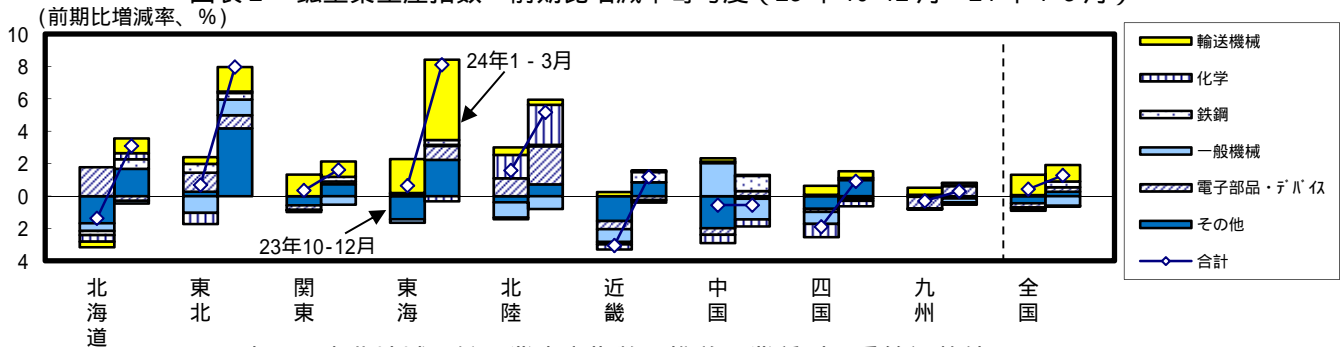 (前期比増減率、%)
10
8
6
4
2
0
2
4
24年1-3月
23年10-12月
北海道
東北
関東
東海
北陸
近畿
中国
四国
九州
全国
輸送機械
化学
鉄鋼
一般機械
電子部品・ﾃﾞﾊﾞｲｽ
その他
合計